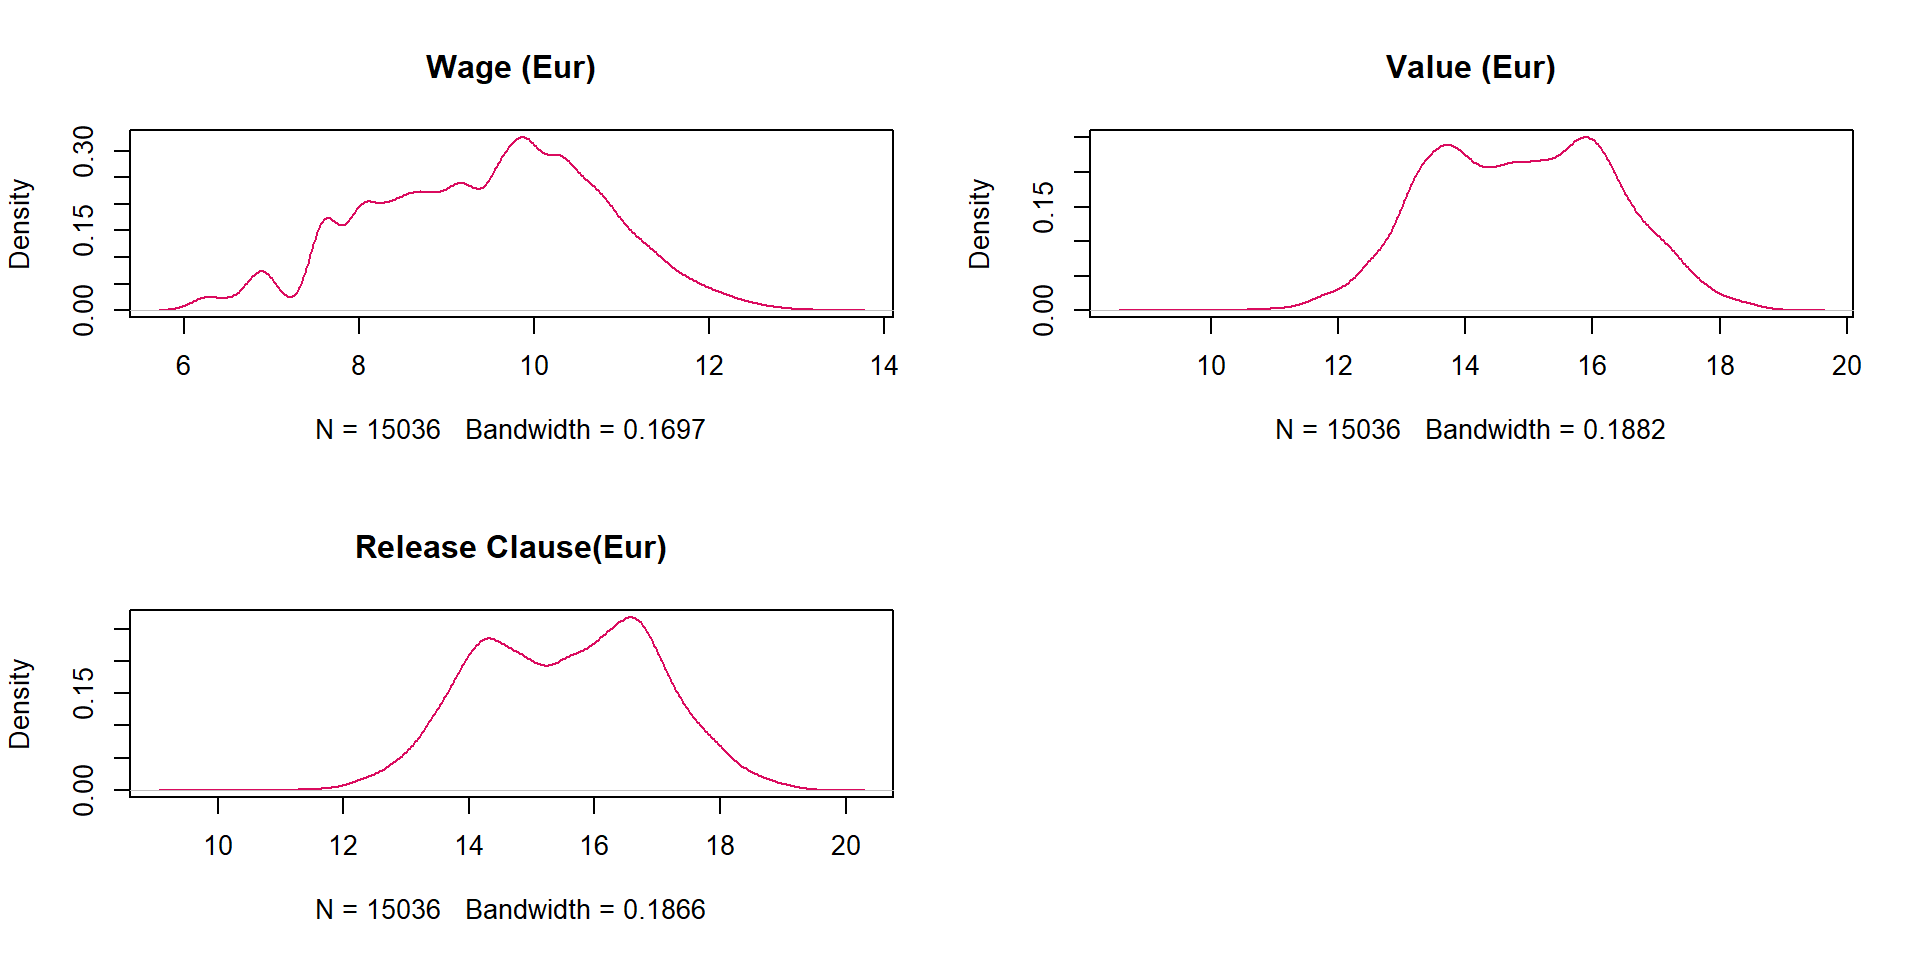 Wage (Eur)
Density
0.00 0.15 0.30
6 8 10 12 14
N = 15036 Bandwidth = 0.1697
Value (Eur)
Density
0.00 0.15
10 12 14 16 18 20
N = 15036 Bandwidth = 0.1882
Release Clause(Eur)
Density
0.00 0.15
10 12 14 16 18 20
N = 15036 Bandwidth = 0.1866